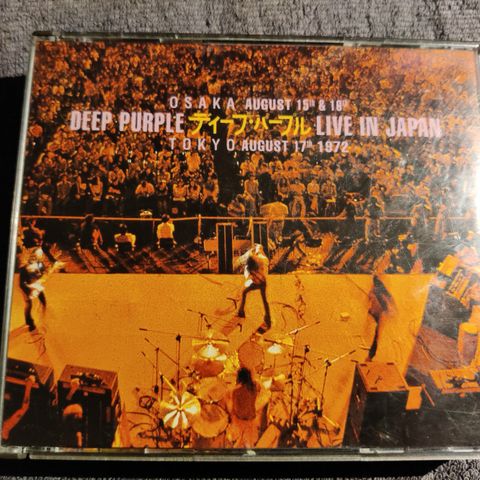 OSAKA AUGUST 15th & 16th
DEEP PURPLE ディープ・パープル LIVE IN JAPAN
TOKYO AUGUST 17th 1972